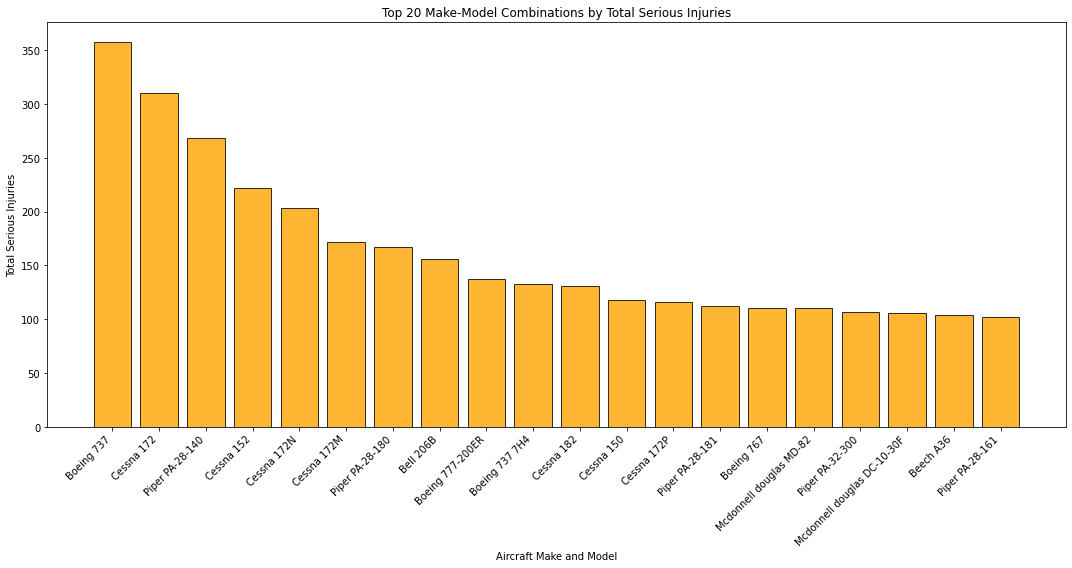 Top 20 Make-Model Combinations by Total Serious Injuries
Total Serious Injuries
350
300
250
200
150
100
50
0
Boeing 737
Cessna 172
Piper PA-28-140
Cessna 152
Cessna 172N
Cessna 172M
Piper PA-28-180
Bell 206B
Boeing 777-200ER
Boeing 737 7H4
Cessna 182
Cessna 150
Cessna 172P
Piper PA-28-181
Boeing 767
Mcdonnell douglas MD-82
Piper PA-32-300
Mcdonnell douglas DC-10-30F
Beech A36
Piper PA-28-161
Aircraft Make and Model